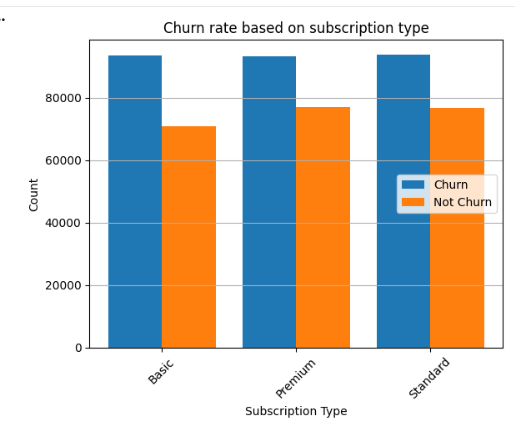 ..
Churn rate based on subscription type
80000
60000
40000
20000
0
Count
Churn
Not Churn
Basic
Premium
Standard
Subscription Type